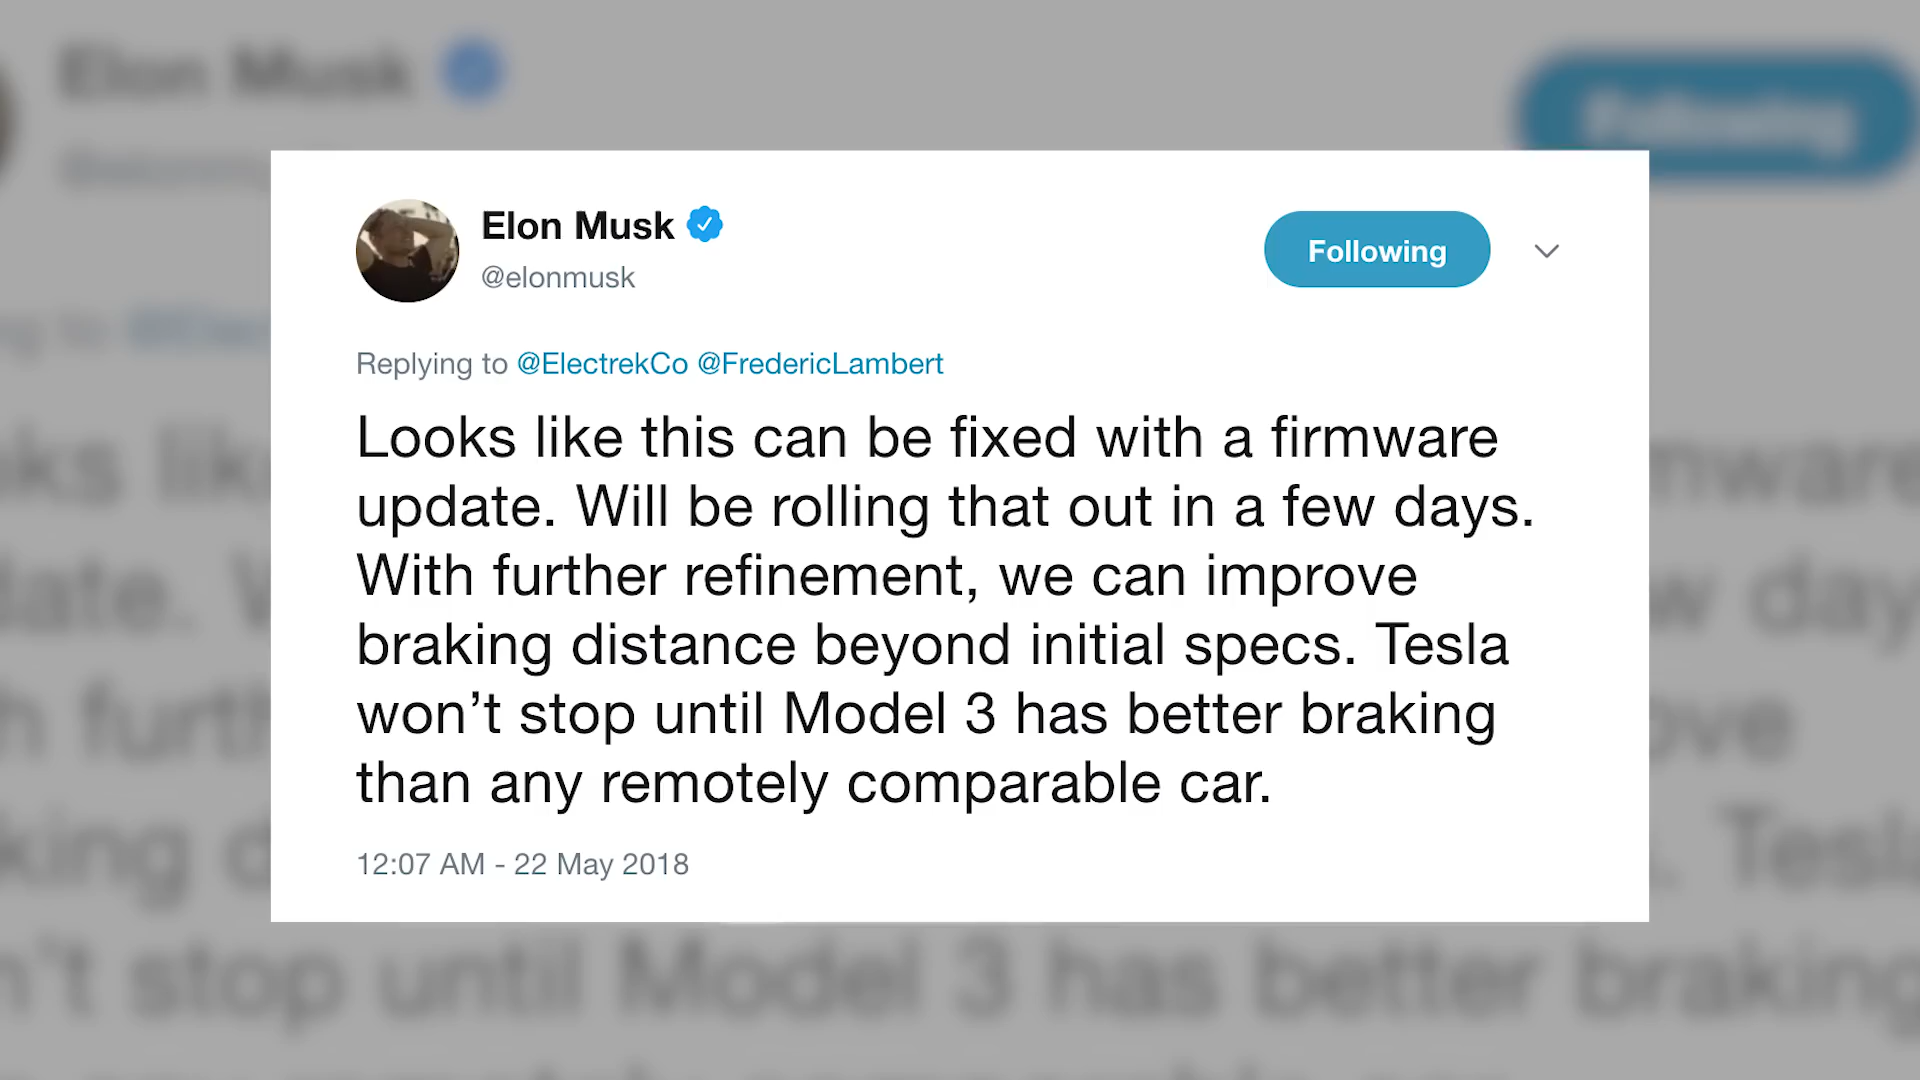 Elon Musk
@elonmusk
Following
Replying to @ElectrekCo @FredericLambert
Looks like this can be fixed with a firmware
update. Will be rolling that out in a few days.
With further refinement, we can improve
braking distance beyond initial specs. Tesla
won’t stop until Model 3 has better braking
than any remotely comparable car.
12:07 AM - 22 May 2018